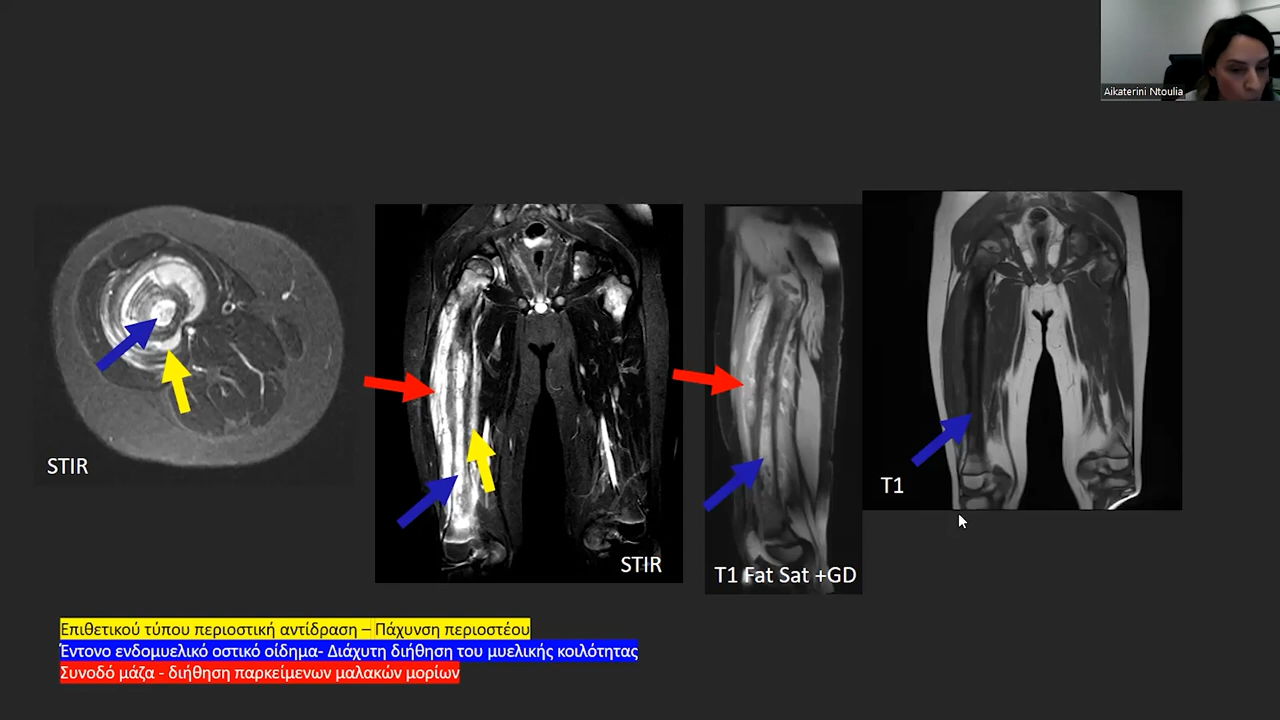 Aikaterini Ntoulia
STIR
STIR
T1 Fat Sat +GD
T1
Επιθετικού τύπου περιοστική αντίδραση – Πάχυνση περιοστέου
Έντονο ενδομυελικό οστικό οίδημα- Διάχυτη διήθηση του μυελικής κοιλότητας
Συνοδό μάζα - διήθηση παρκείμενων μαλακών μορίων